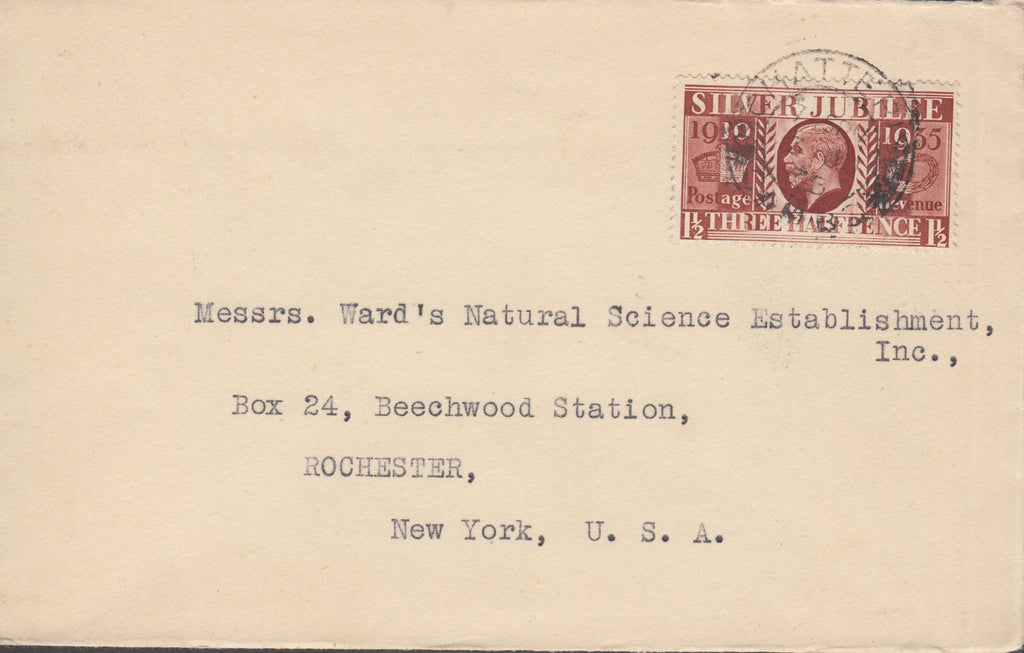 SILVER JUBILEE
1910 1935
Postage Revenue
1½ THREE HALFPENCE 1½
Messrs. Ward's Natural Science Establishment,
Inc.,
Box 24, Beechwood Station,
ROCHESTER,
New York, U. S. A.